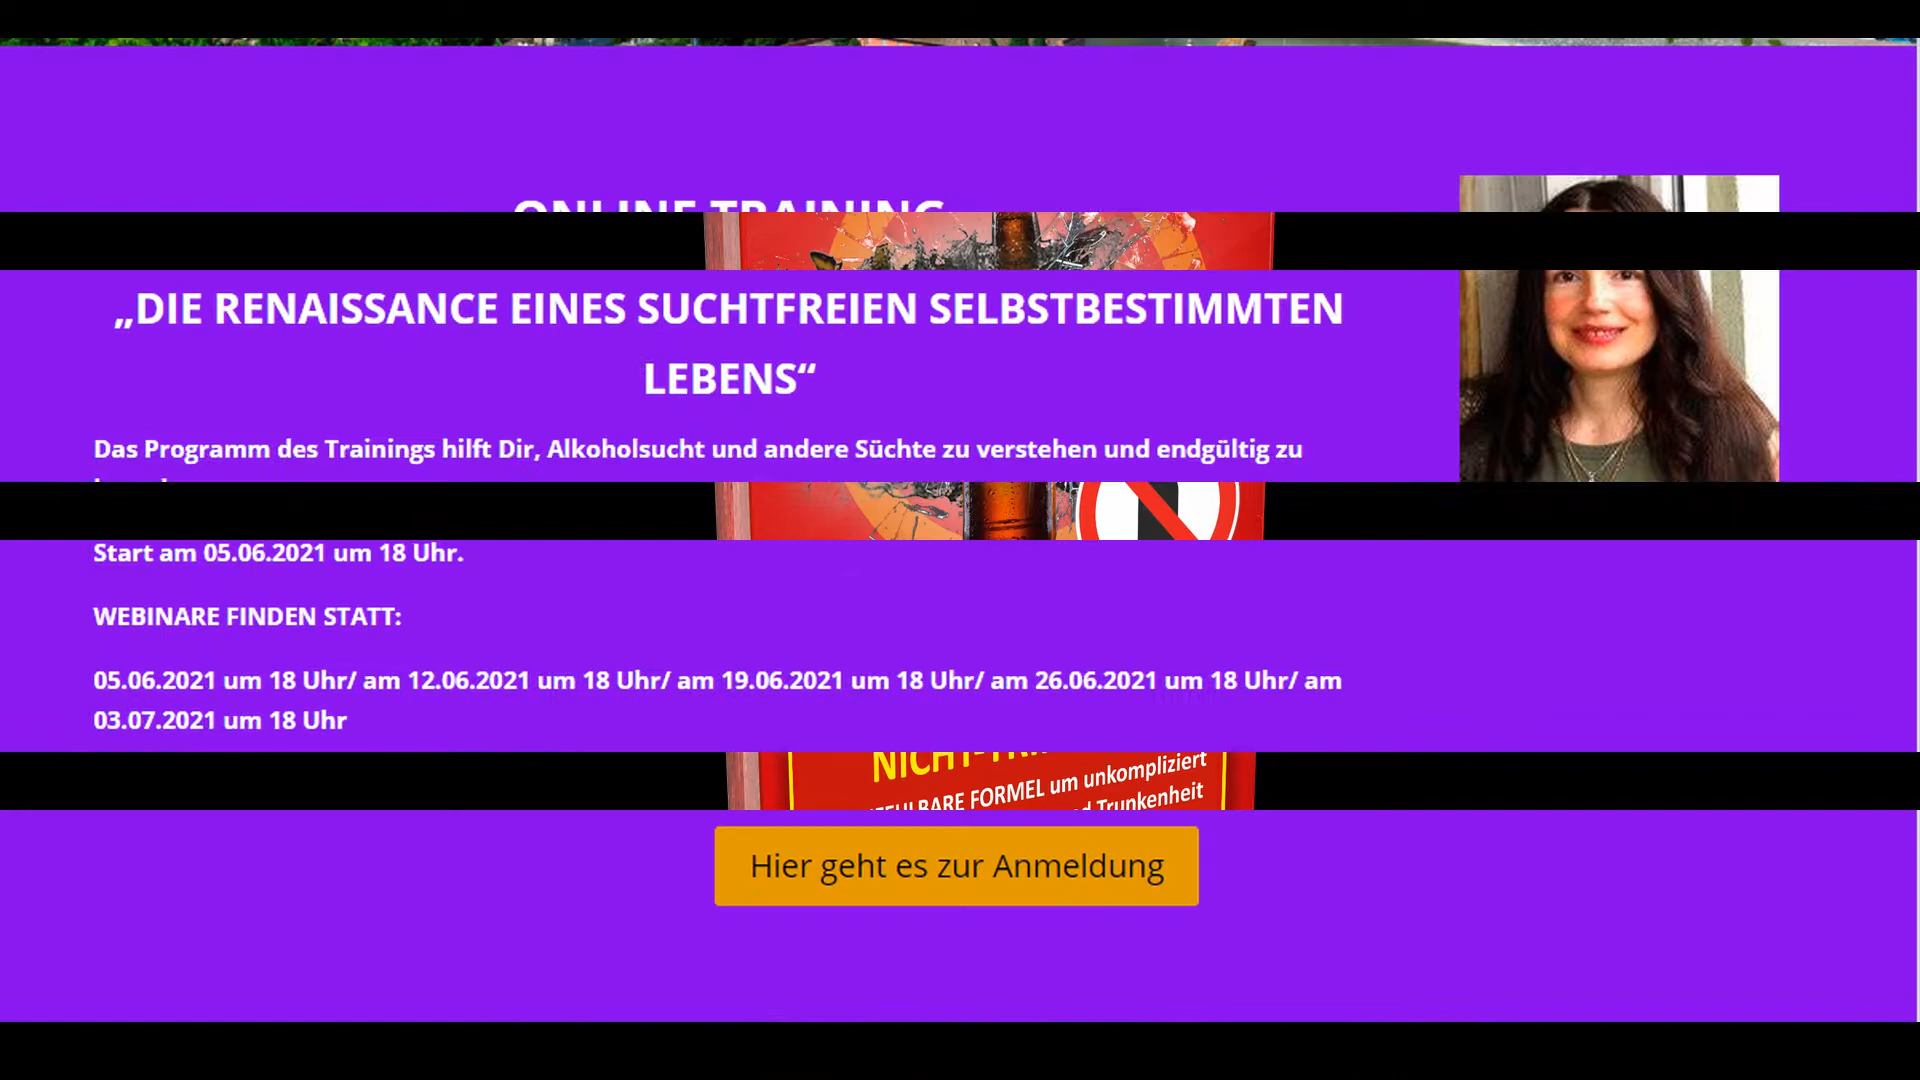 ONLINE TRAINING
„DIE RENAISSANCE EINES SUCHTFREIEN SELBSTBESTIMMTEN
LEBENS“
Das Programm des Trainings hilft Dir, Alkoholsucht und andere Süchte zu verstehen und endgültig zu
Start am 05.06.2021 um 18 Uhr.
WEBINARE FINDEN STATT:
05.06.2021 um 18 Uhr/ am 12.06.2021 um 18 Uhr/ am 19.06.2021 um 18 Uhr/ am 26.06.2021 um 18 Uhr/ am
03.07.2021 um 18 Uhr
FORMEL um unkompliziert
Trunkenheit
Hier geht es zur Anmeldung